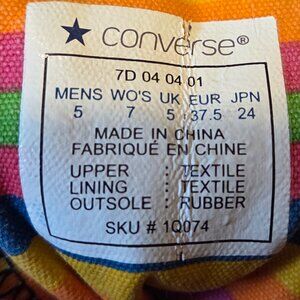 ★ converse®
7D 04 04 01
MENS WO'S UK EUR JPN
5 7 5 37.5 24
MADE IN CHINA
FABRIQUÉ EN CHINE
UPPER : TEXTILE
LINING : TEXTILE
OUTSOLE : RUBBER
SKU # 1Q074